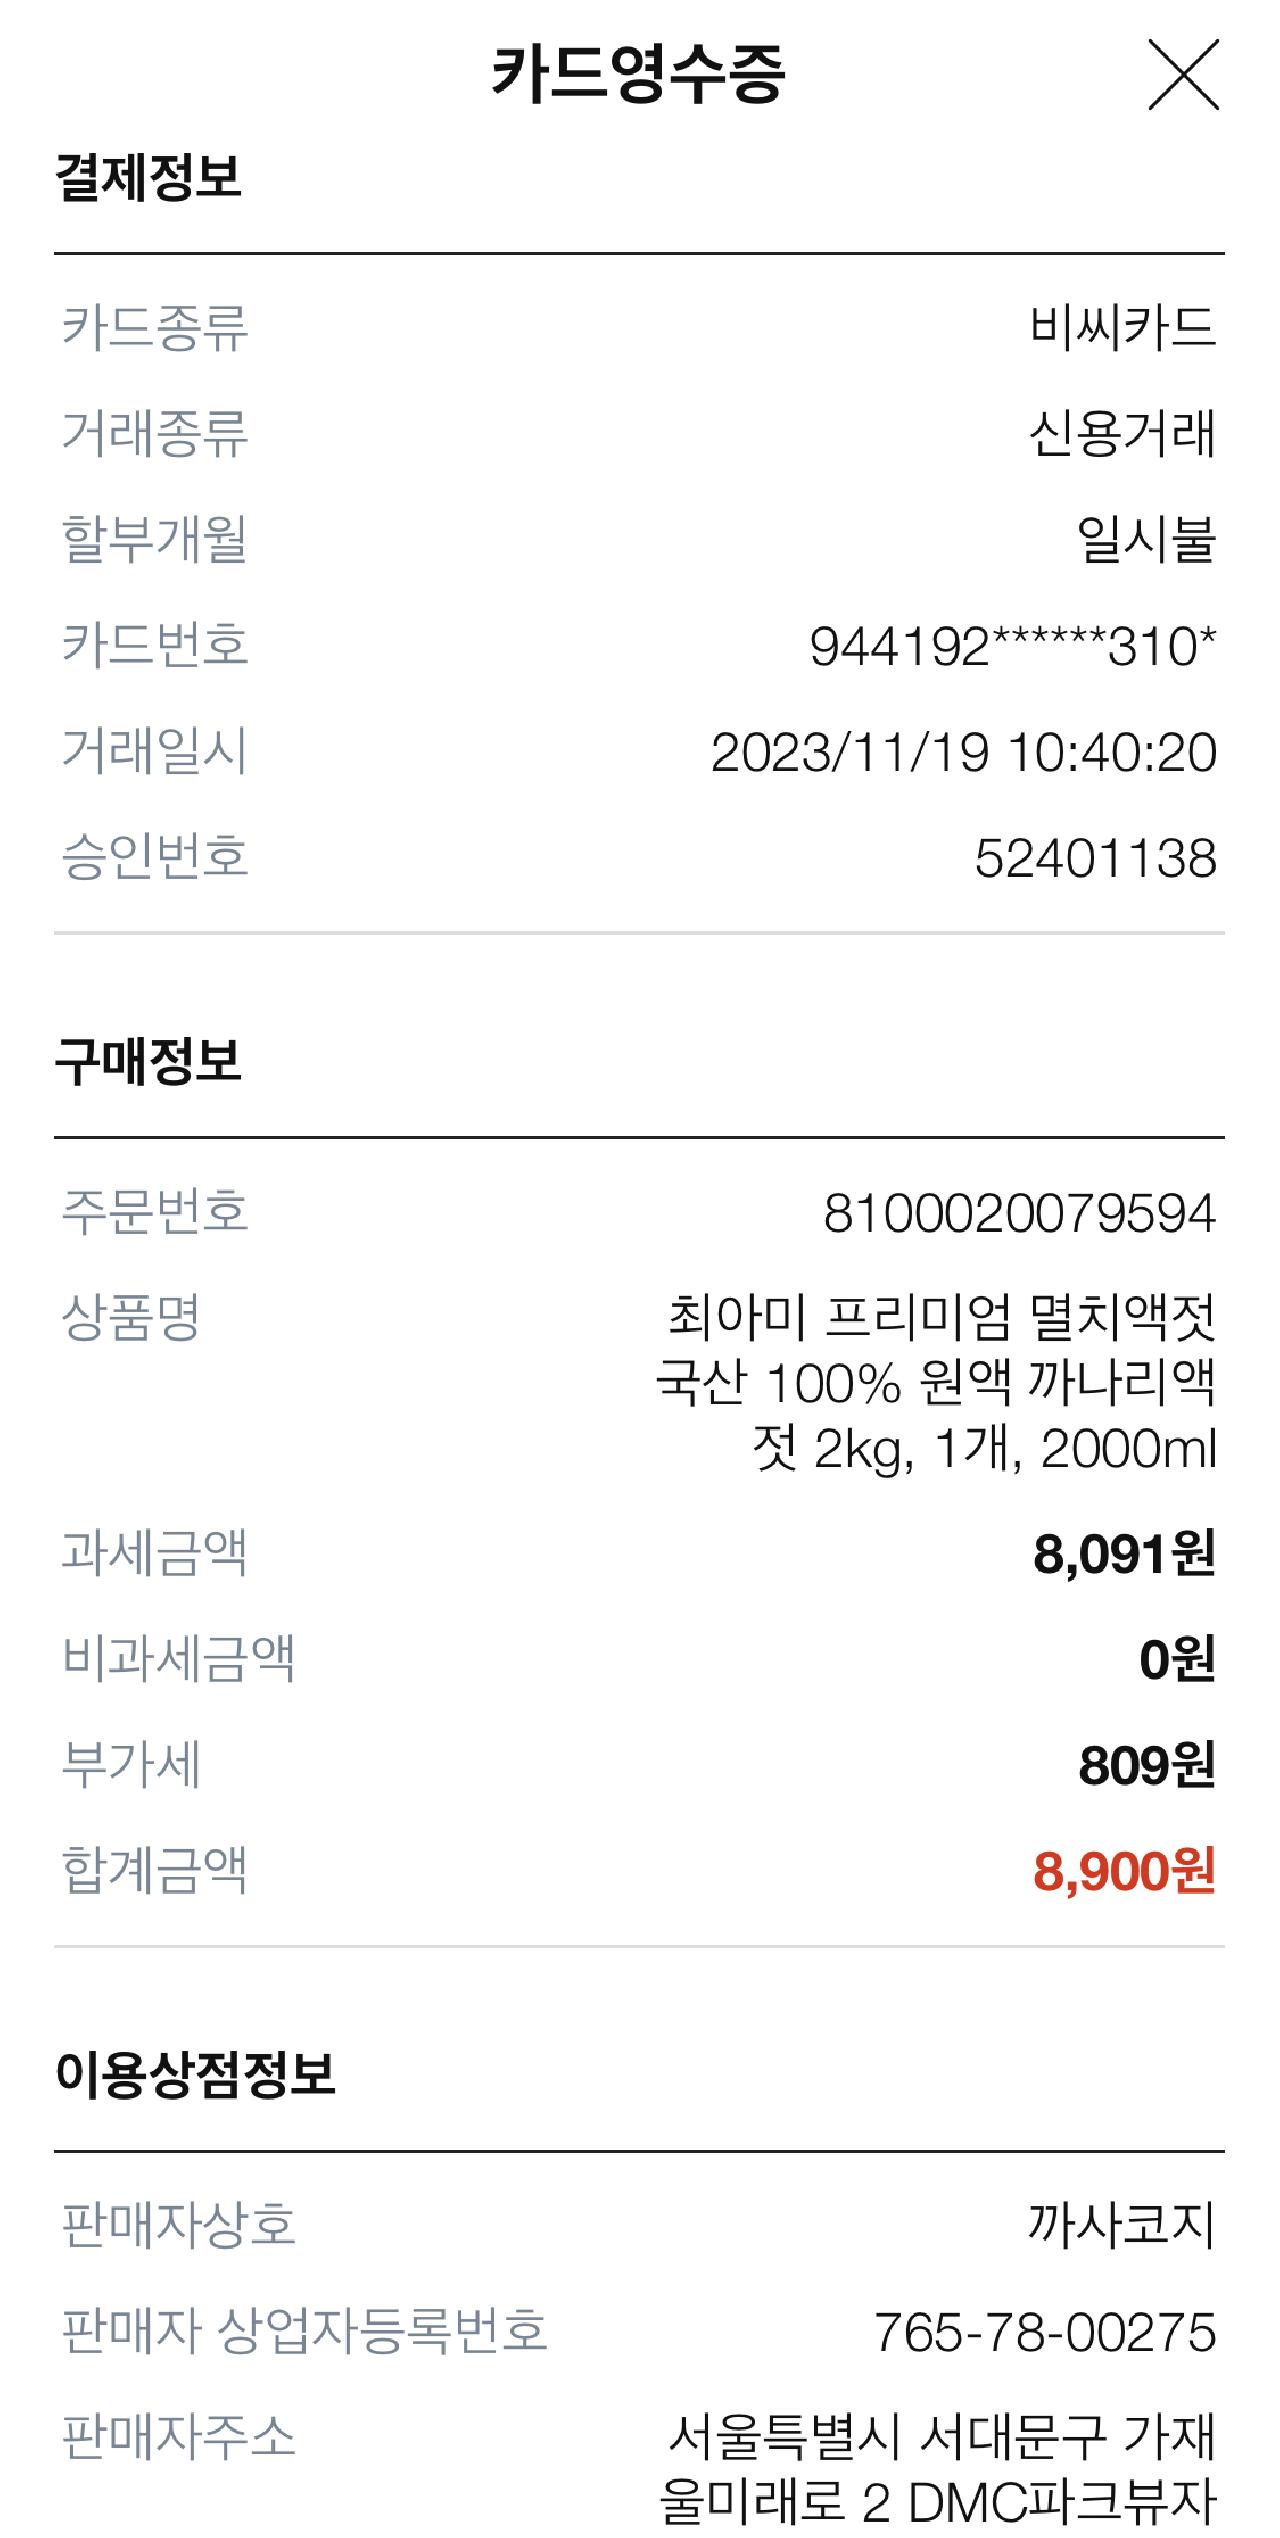 카드영수증
결제정보
카드종류 비씨카드
거래종류 신용거래
할부개월 일시불
카드번호 944192******310*
거래일시 2023/11/19 10:40:20
승인번호 52401138
구매정보
주문번호 8100020079594
상품명 최아미 프리미엄 멸치액젓
국산 100% 원액 까나리액
젓 2kg, 1개, 2000ml
과세금액 8,091원
비과세금액 0원
부가세 809원
합계금액 8,900원
이용상점정보
판매자상호 까사코지
판매자 상업자등록번호 765-78-00275
판매자주소 서울특별시 서대문구 가재
울미래로 2 DMC파크뷰자